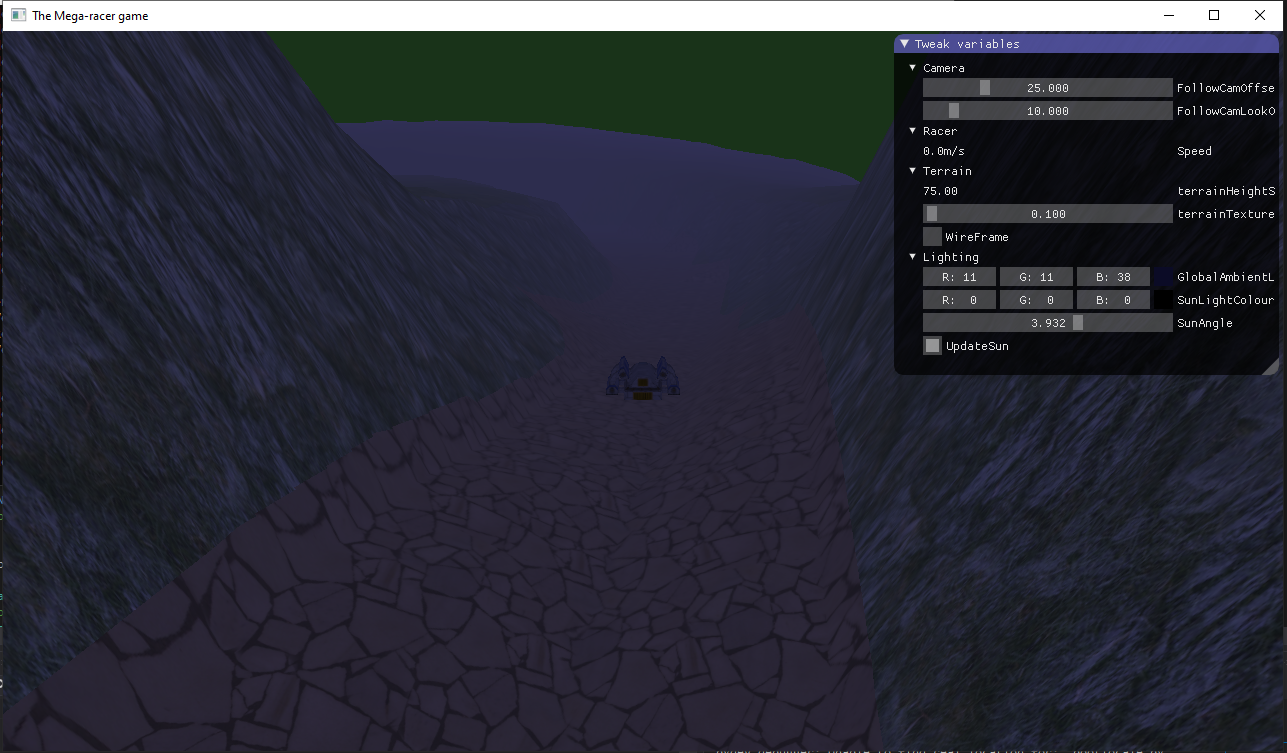 The Mega-racer game
Tweak variables
Camera
25.000 FollowCamOffse
10.000 FollowCamLookO
Racer
0.0m/s Speed
Terrain
75.00 terrainHeightS
0.100 terrainTexture
WireFrame
Lighting
R: 11 G: 11 B: 38 GlobalAmbientL
R: 0 G: 0 B: 0 SunLightColour
3.932 SunAngle
UpdateSun